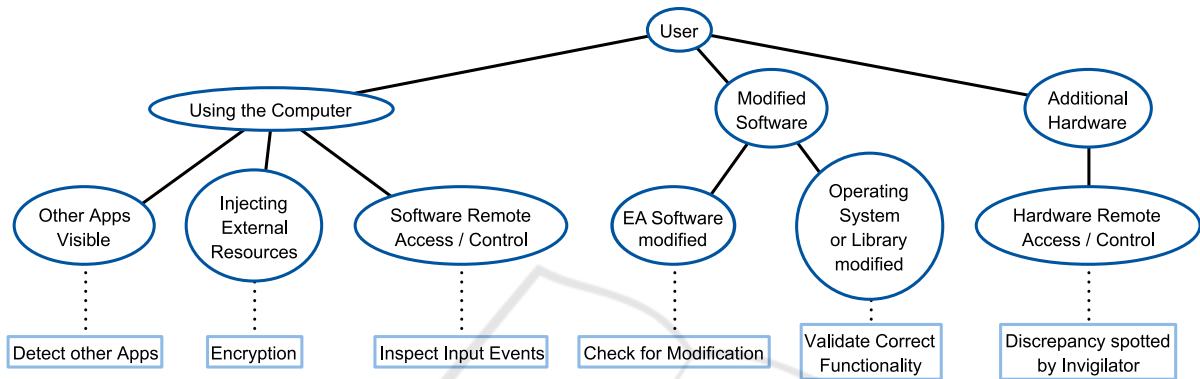 User
Using the Computer
Modified
Software
Additional
Hardware
Other Apps
Visible
Injecting
External
Resources
Software Remote
Access / Control
EA Software
modified
Operating
System
or Library
modified
Hardware Remote
Access / Control
Detect other Apps
Encryption
Inspect Input Events
Check for Modification
Validate Correct
Functionality
Discrepancy spotted
by Invigilator